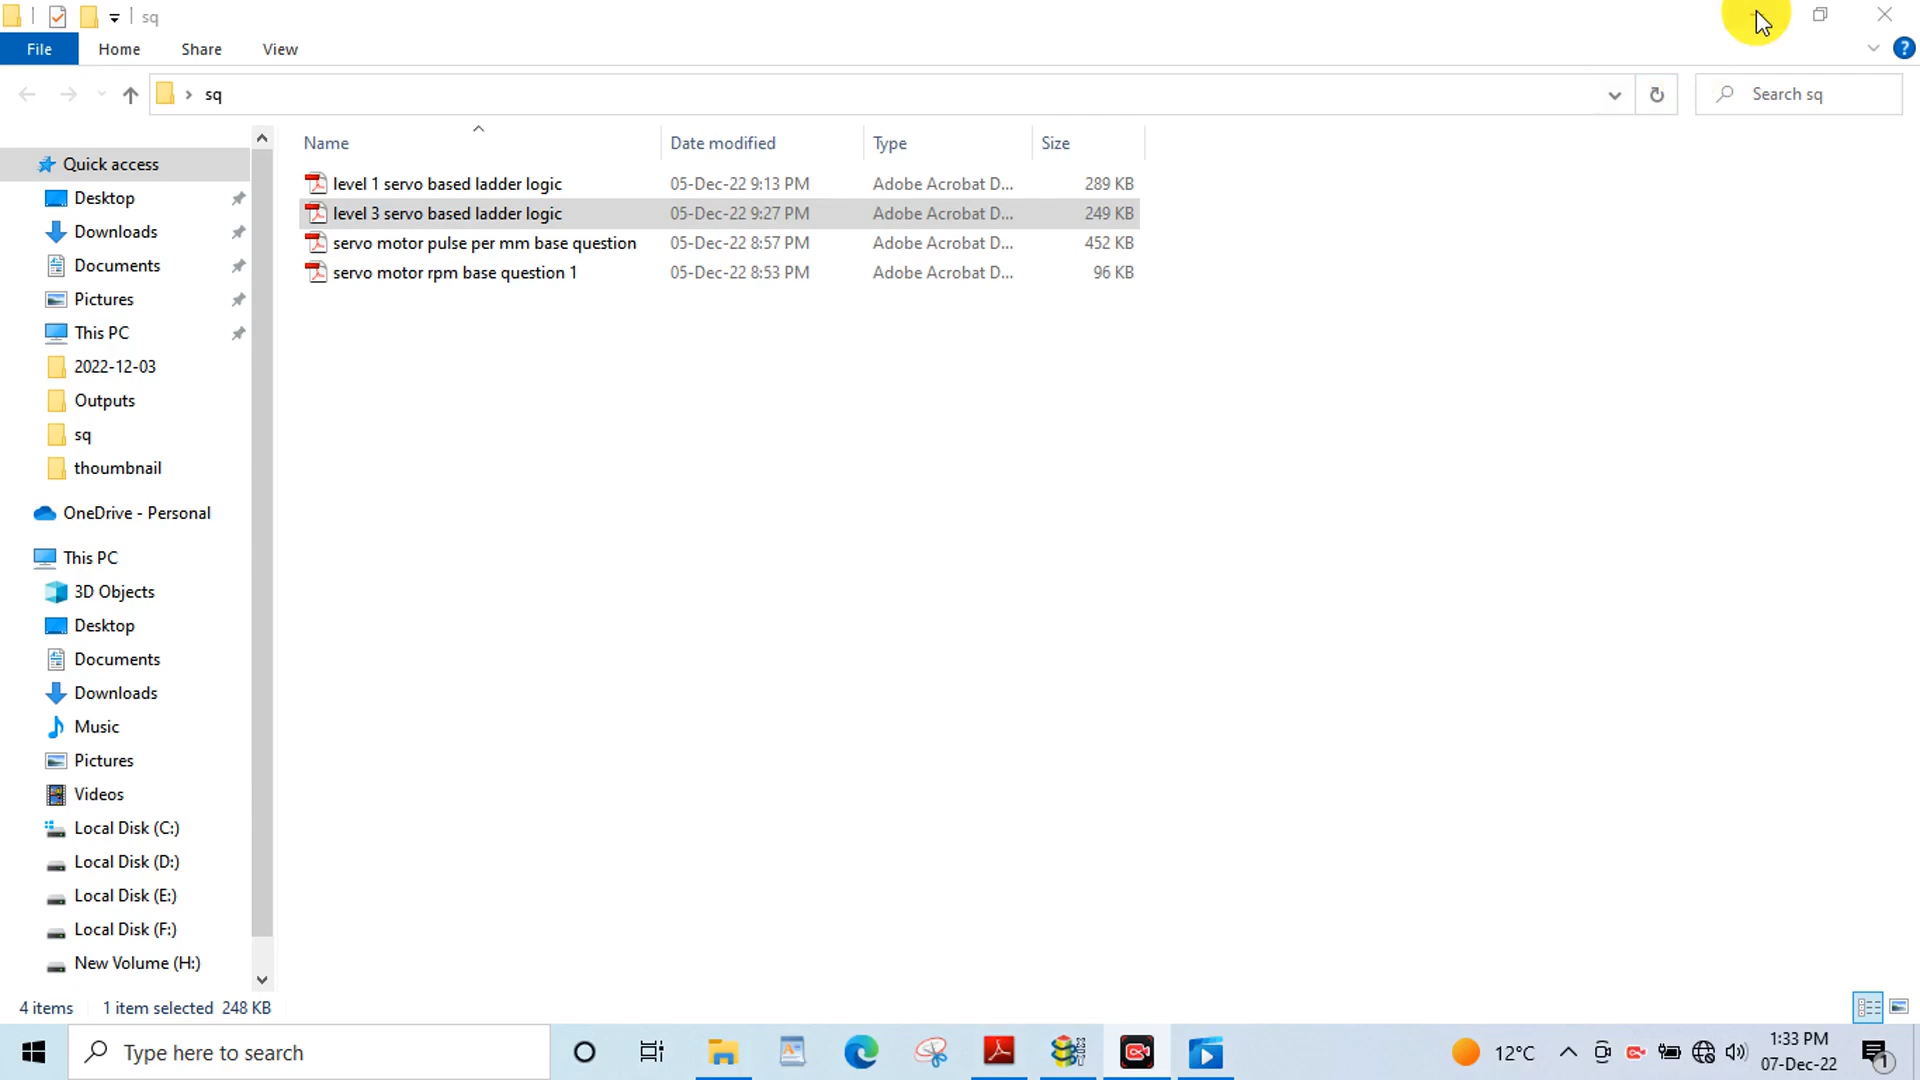 sq
File Home Share View
sq
Search sq
Name Date modified Type Size
Quick access
Desktop
Downloads
Documents
Pictures
This PC
2022-12-03
Outputs
sq
thoumbnail
OneDrive - Personal
This PC
3D Objects
Desktop
Documents
Downloads
Music
Pictures
Videos
Local Disk (C:)
Local Disk (D:)
Local Disk (E:)
Local Disk (F:)
New Volume (H:)
level 1 servo based ladder logic 05-Dec-22 9:13 PM Adobe Acrobat D... 289 KB
level 3 servo based ladder logic 05-Dec-22 9:27 PM Adobe Acrobat D... 249 KB
servo motor pulse per mm base question 05-Dec-22 8:57 PM Adobe Acrobat D... 452 KB
servo motor rpm base question 1 05-Dec-22 8:53 PM Adobe Acrobat D... 96 KB
4 items 1 item selected 248 KB
Type here to search
12°C
1:33 PM
07-Dec-22
1